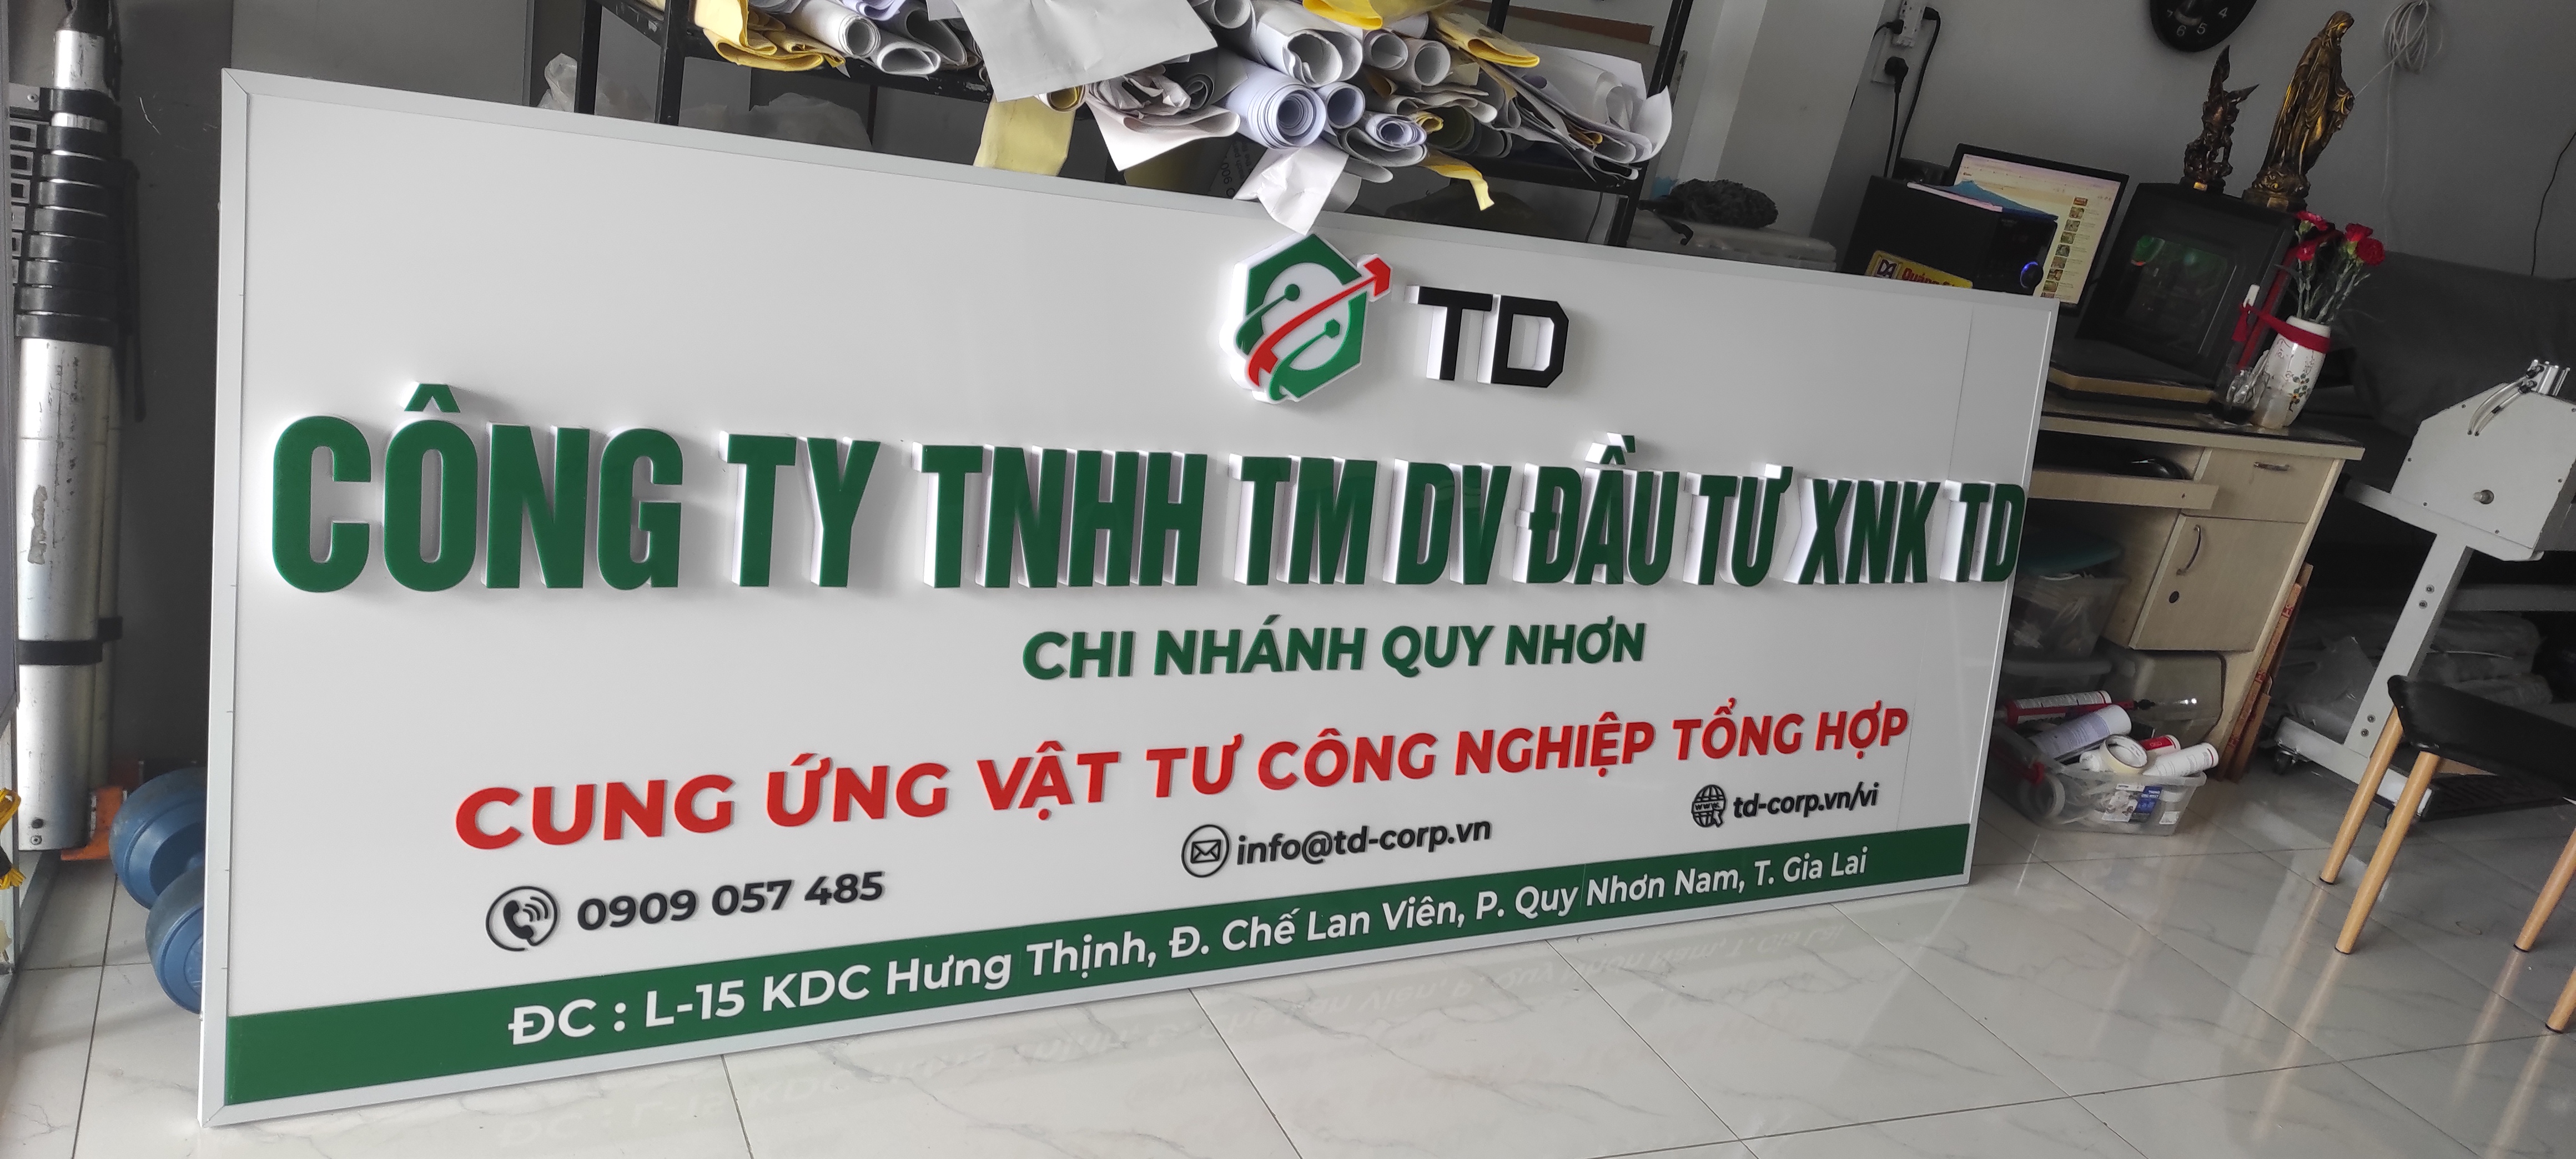 TD
CÔNG TY TNHH TM DV ĐẦU TƯ XNK TD
CHI NHÁNH QUY NHƠN
CUNG ỨNG VẬT TƯ CÔNG NGHIỆP TỔNG HỢP
0909 057 485
info@td-corp.vn
www.
td-corp.vn/vi
ĐC : L-15 KDC Hưng Thịnh, Đ. Chế Lan Viên, P. Quy Nhơn Nam, T. Gia Lai